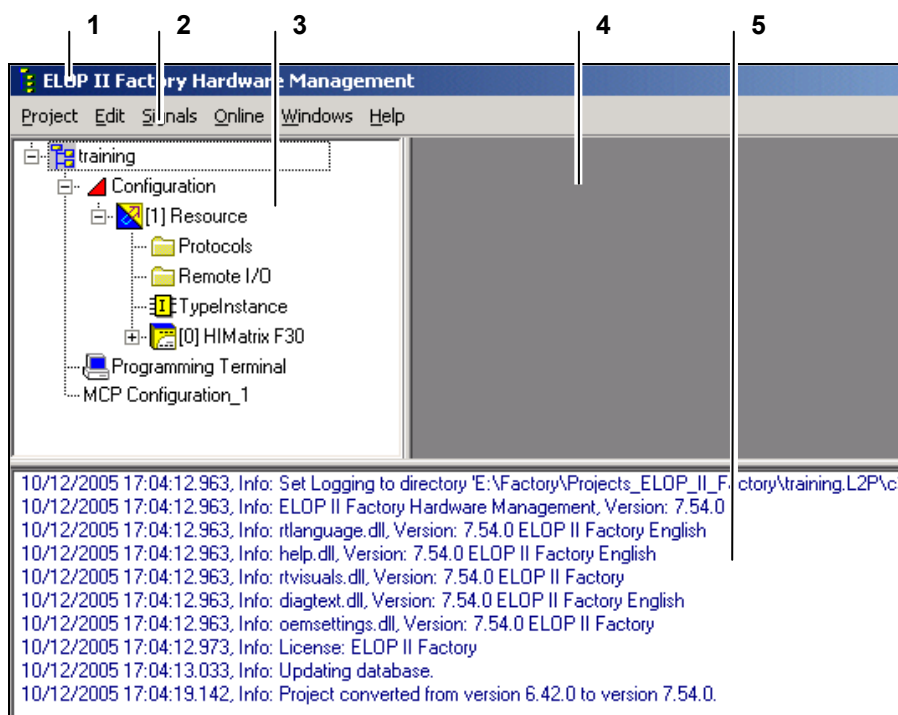 1 2 3 4 5
ELOP II Factory Hardware Management
Project Edit Signals Online Windows Help
training
Configuration
[1] Resource
Protocols
Remote I/O
TypeInstance
[0] HIMatrix F30
Programming Terminal
MCP Configuration_1
10/12/2005 17:04:12.963, Info: Set Logging to directory 'E:\Factory\Projects_ELOP_II_Factory\training.L2P\c
10/12/2005 17:04:12.963, Info: ELOP II Factory Hardware Management, Version: 7.54.0
10/12/2005 17:04:12.963, Info: rtlanguage.dll, Version: 7.54.0 ELOP II Factory English
10/12/2005 17:04:12.963, Info: help.dll, Version: 7.54.0 ELOP II Factory English
10/12/2005 17:04:12.963, Info: rtvisuals.dll, Version: 7.54.0 ELOP II Factory
10/12/2005 17:04:12.963, Info: diagtext.dll, Version: 7.54.0 ELOP II Factory English
10/12/2005 17:04:12.963, Info: oemsettings.dll, Version: 7.54.0 ELOP II Factory
10/12/2005 17:04:12.973, Info: License: ELOP II Factory
10/12/2005 17:04:13.033, Info: Updating database.
10/12/2005 17:04:19.142, Info: Project converted from version 6.42.0 to version 7.54.0.